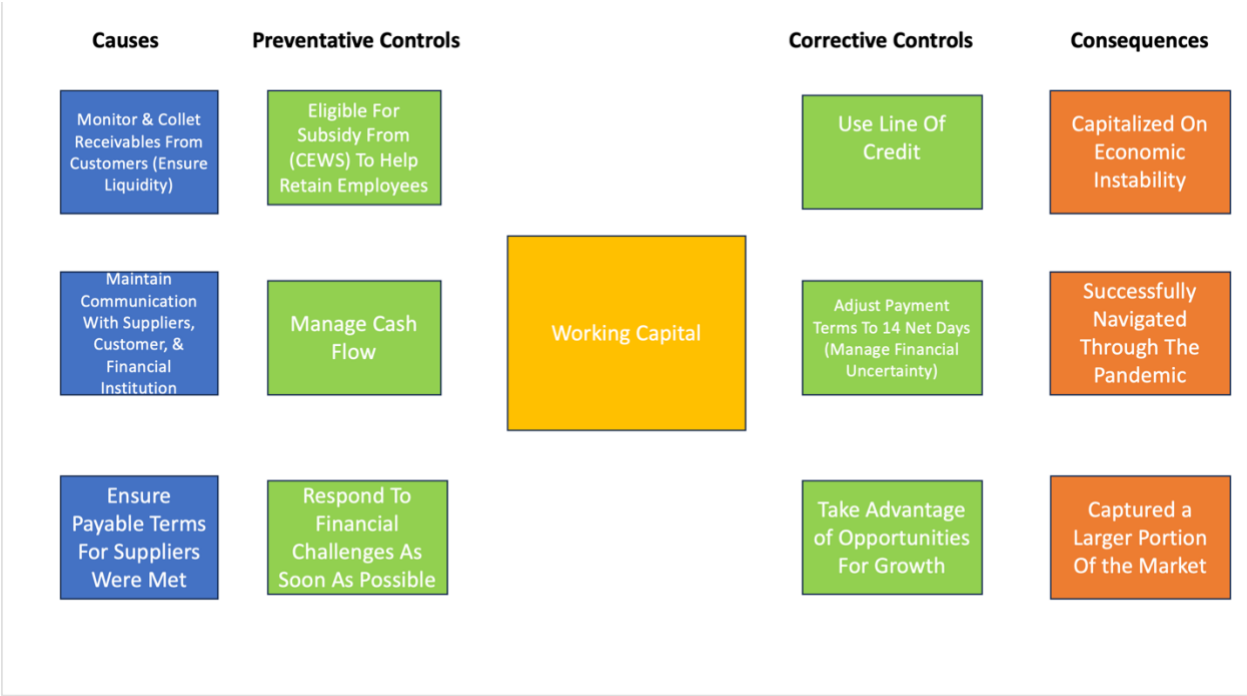 Causes
Preventative Controls
Corrective Controls
Consequences
Monitor & Collet
Receivables From
Customers (Ensure
Liquidity)
Eligible For
Subsidy From
(CEWS) To Help
Retain Employees
Use Line Of
Credit
Capitalized On
Economic
Instability
Maintain
Communication
With Suppliers,
Customer, &
Financial
Institution
Manage Cash
Flow
Working Capital
Adjust Payment
Terms To 14 Net Days
(Manage Financial
Uncertainty)
Successfully
Navigated
Through The
Pandemic
Ensure
Payable Terms
For Suppliers
Were Met
Respond To
Financial
Challenges As
Soon As Possible
Take Advantage
of Opportunities
For Growth
Captured a
Larger Portion
Of the Market